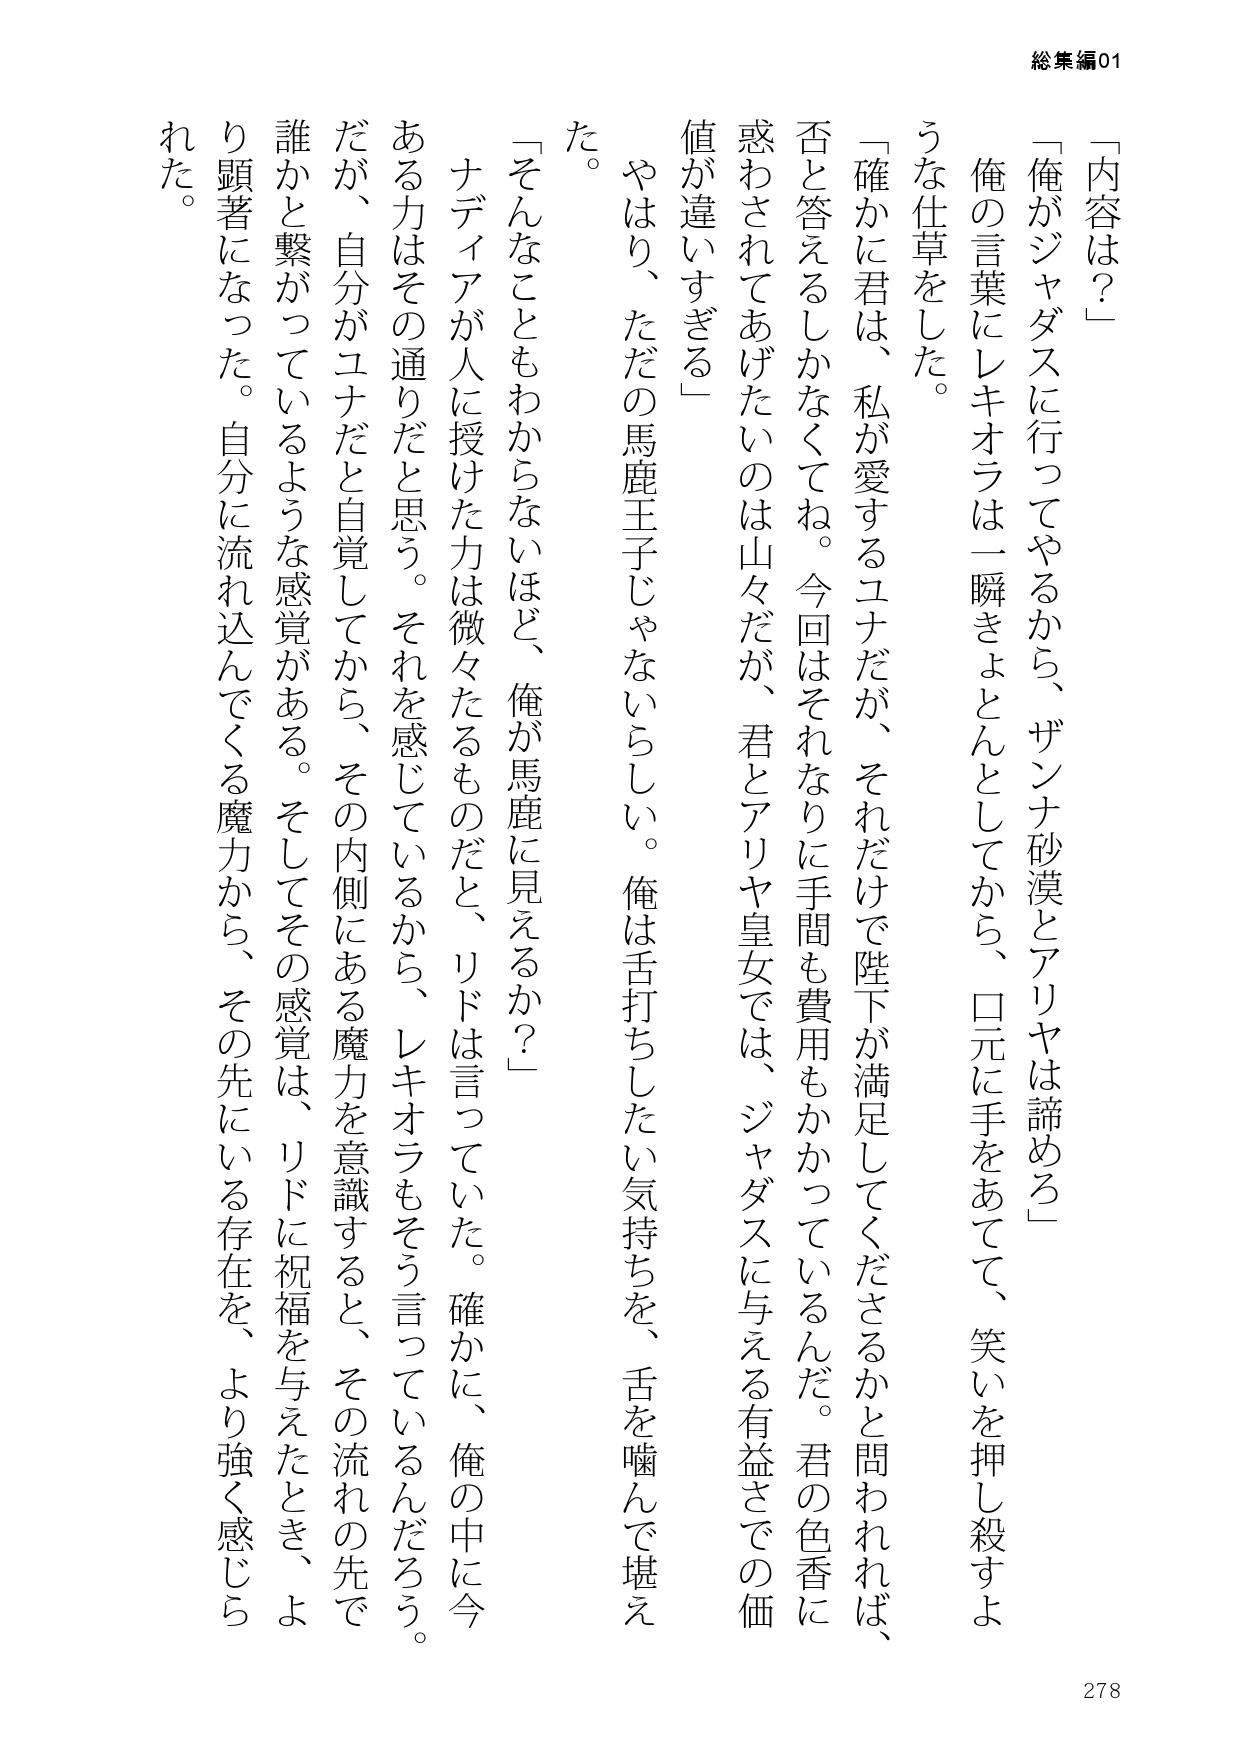 総集編01
「内容は？」
「俺がジャダスに行ってやるから、ザンナ砂漠とアリヤは諦めろ」
　俺の言葉にレキオラは一瞬きょとんとしてから、口元に手をあてて、笑いを押し殺すよ
うな仕草をした。
「確かに君は、私が愛するユナだが、それだけで陛下が満足してくださるかと問われれば、
否と答えるしかなくてね。今回はそれなりに手間も費用もかかっているんだ。君の色香に
惑わされてあげたいのは山々だが、君とアリヤ皇女では、ジャダスに与える有益さでの価
値が違いすぎる」
　やはり、ただの馬鹿王子じゃないらしい。俺は舌打ちしたい気持ちを、舌を噛んで堪え
た。
「そんなこともわからないほど、俺が馬鹿に見えるか？」
　ナディアが人に授けた力は微々たるものだと、リドは言っていた。確かに、俺の中に今
ある力はその通りだと思う。それを感じているから、レキオラもそう言っているんだろう。
だが、自分がユナだと自覚してから、その内側にある魔力を意識すると、その流れの先で
誰かと繋がっているような感覚がある。そしてその感覚は、リドに祝福を与えたとき、よ
り顕著になった。自分に流れ込んでくる魔力から、その先にいる存在を、より強く感じら
れた。
278